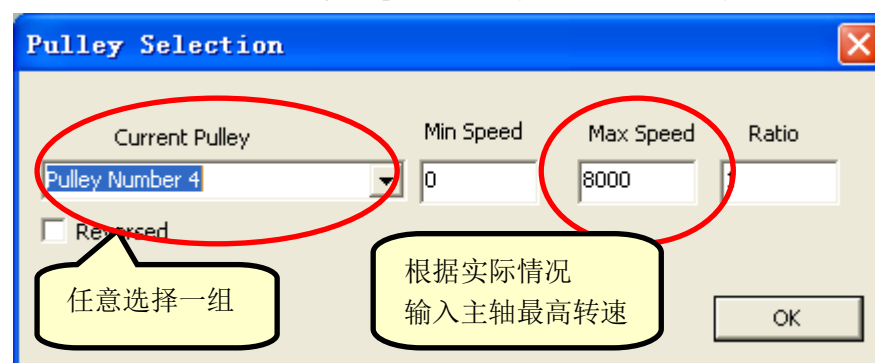 Pulley Selection
Current Pulley
Min Speed
Max Speed
Ratio
Pulley Number 4
0
8000
Reversed
任意选择一组
根据实际情况
输入主轴最高转速
OK